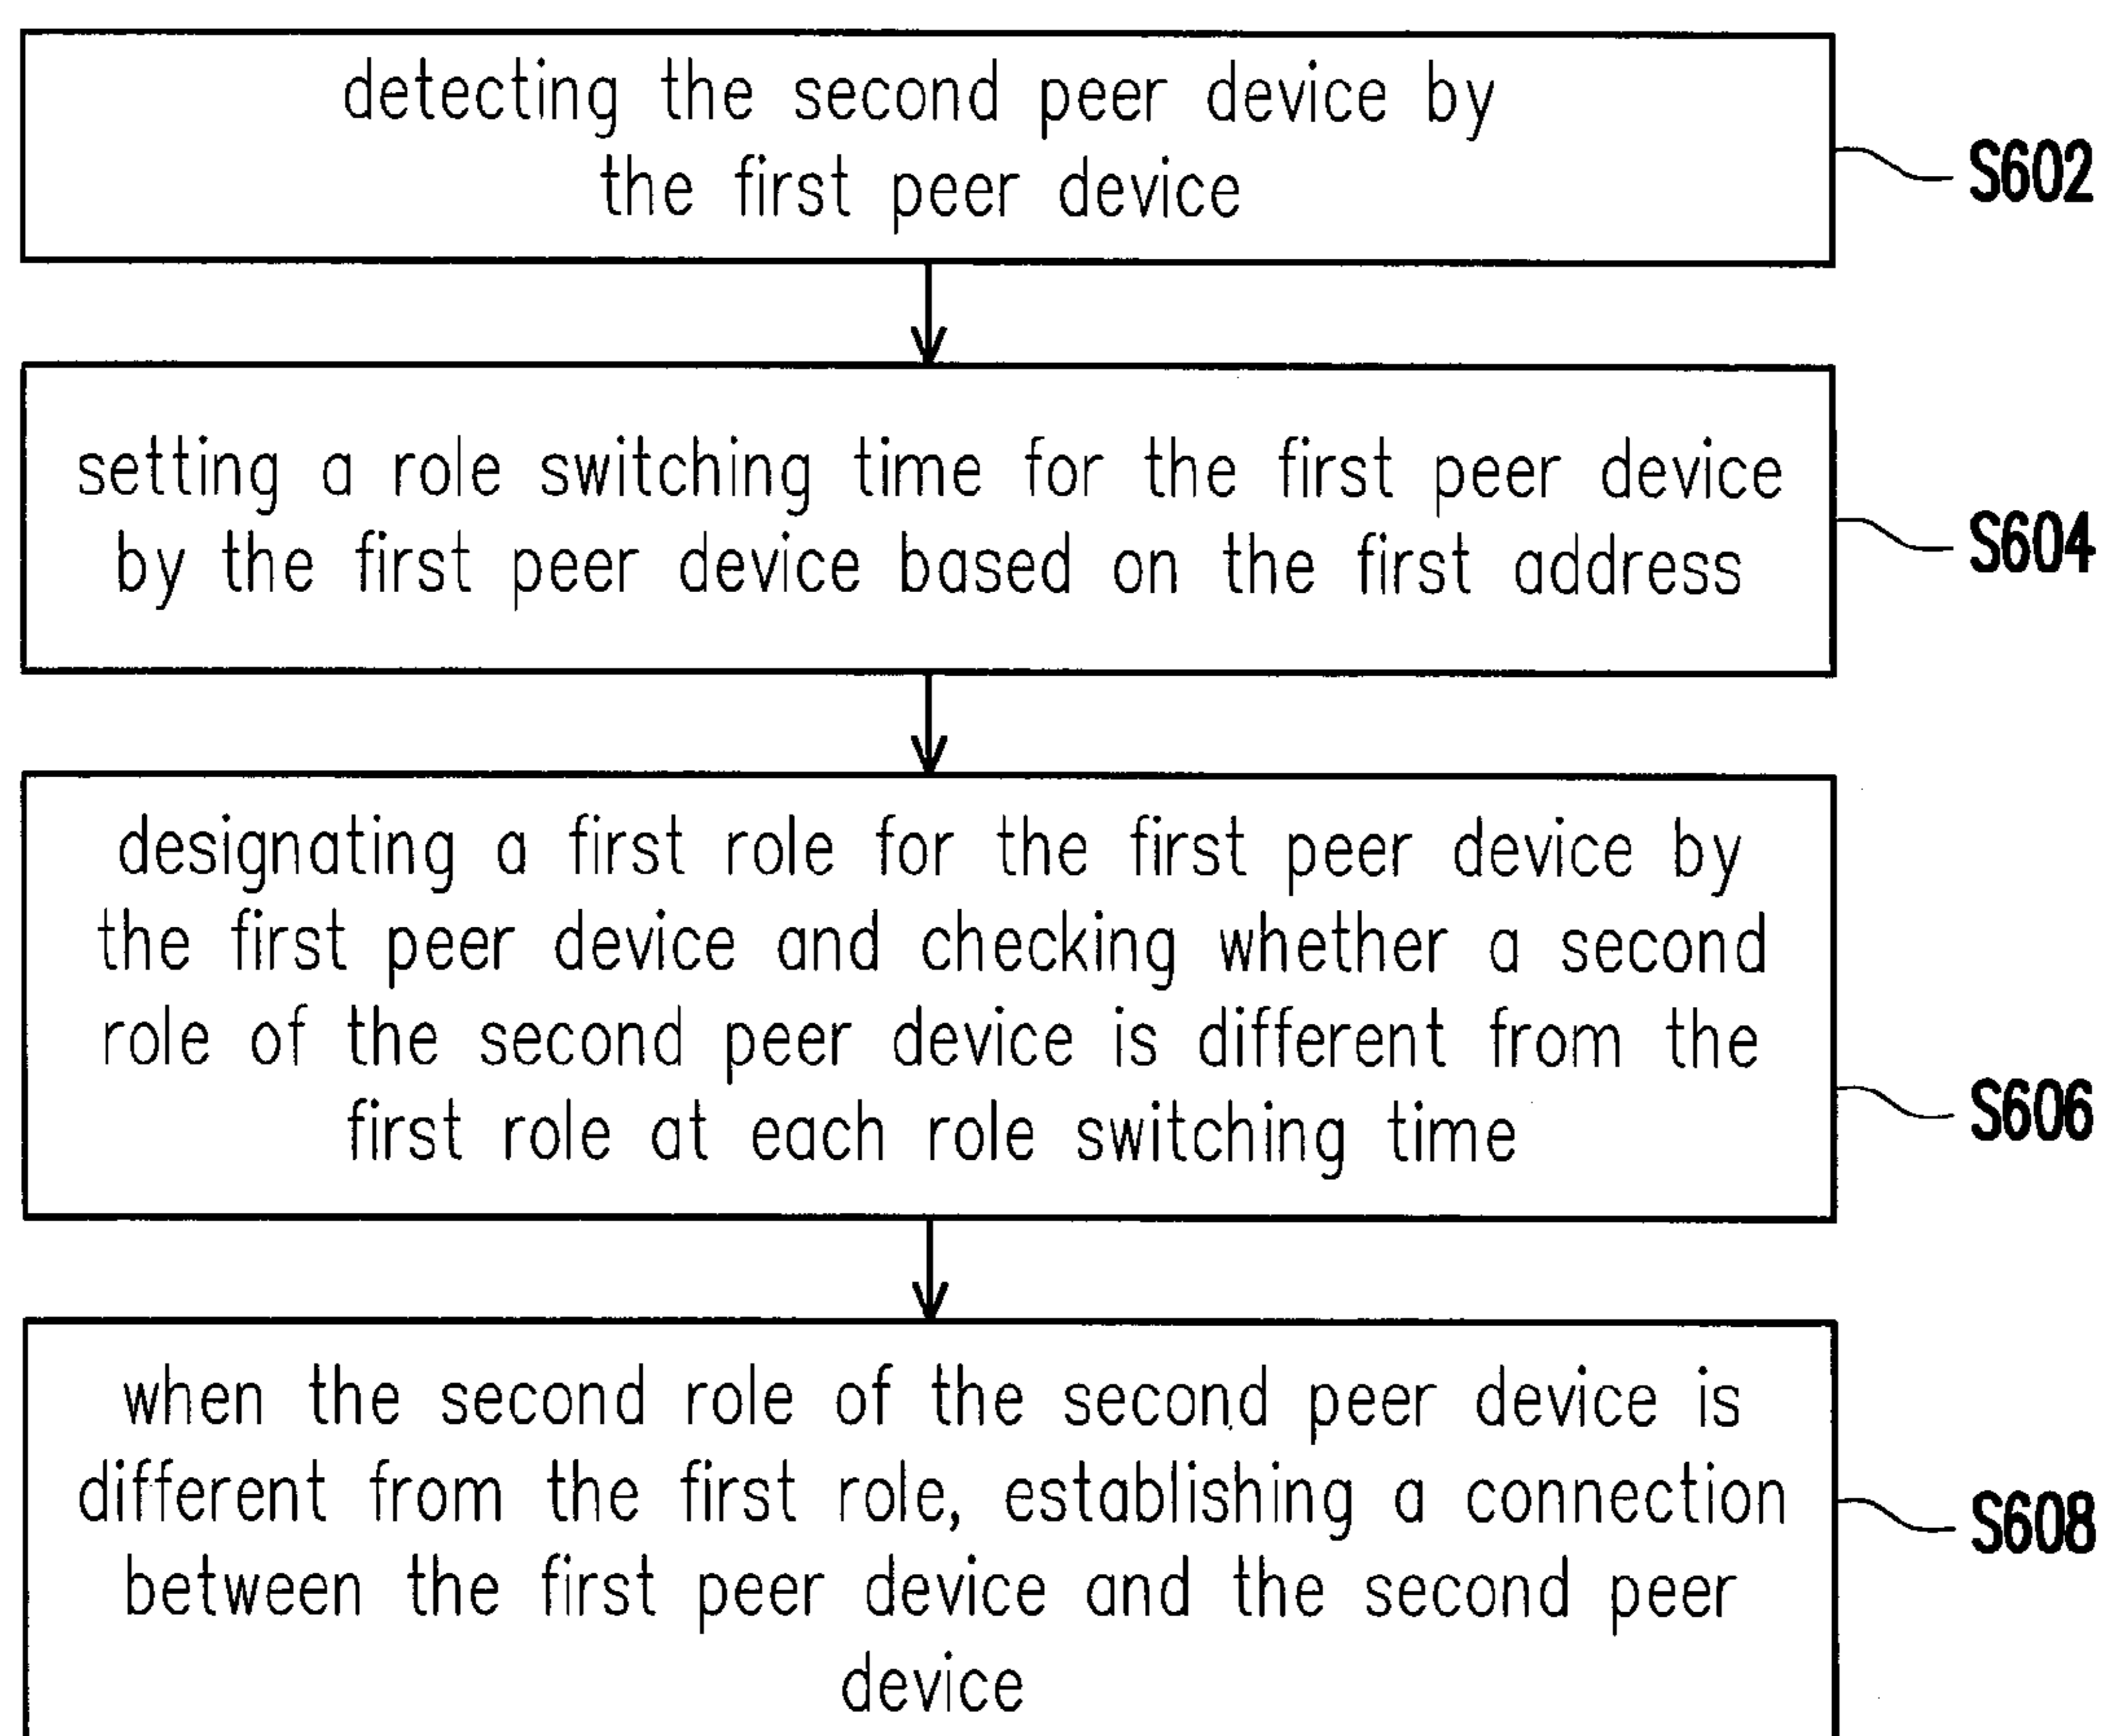 detecting the second peer device by
the first peer device
S602
setting a role switching time for the first peer device
by the first peer device based on the first address
S604
designating a first role for the first peer device by
the first peer device and checking whether a second
role of the second peer device is different from the
first role at each role switching time
S606
when the second role of the second peer device is
different from the first role, establishing a connection
between the first peer device and the second peer
device
S608